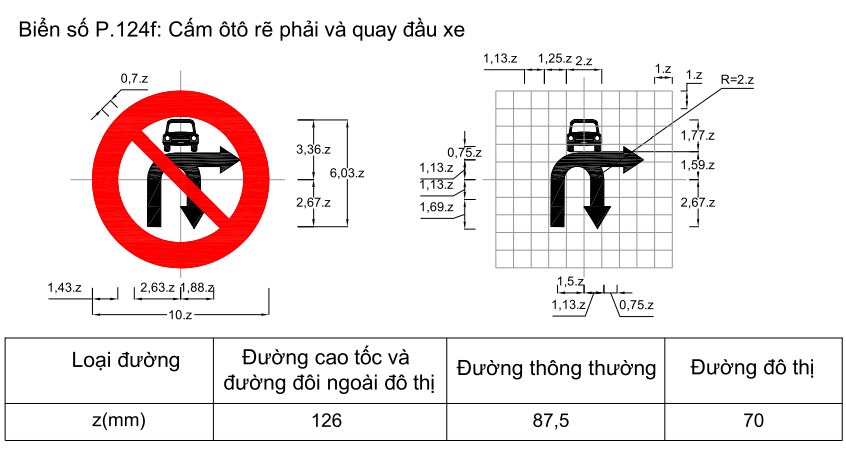 Biển số P.124f: Cấm ôtô rẽ phải và quay đầu xe
0,7.z
3,36.z
6,03.z
2,67.z
1,43.z
2,63.z
1,88.z
10.z
1,13.z
1,25.z
2.z
1.z
1.z
R=2.z
0,75.z
1,13.z
1,13.z
1,69.z
1,77.z
1,59.z
2,67.z
1,5.z
1,13.z
0,75.z
Loại đường
Đường cao tốc và
đường đôi ngoài đô thị
Đường thông thường
Đường đô thị
z(mm)
126
87,5
70